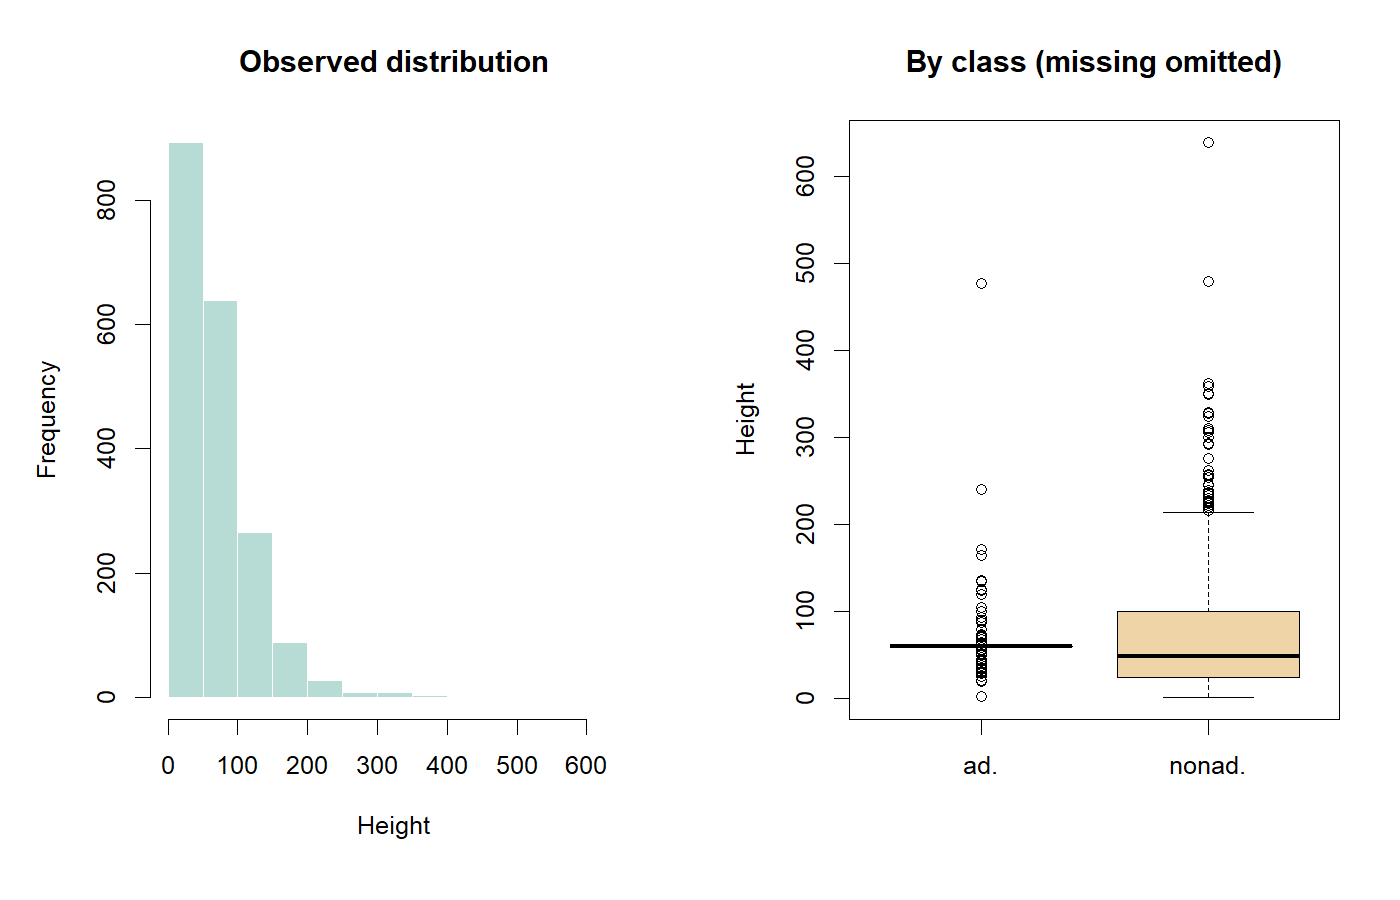 Observed distribution
Frequency
0
200
400
600
800
0 100 200 300 400 500 600
Height
By class (missing omitted)
Height
0
100
200
300
400
500
600
ad. nonad.